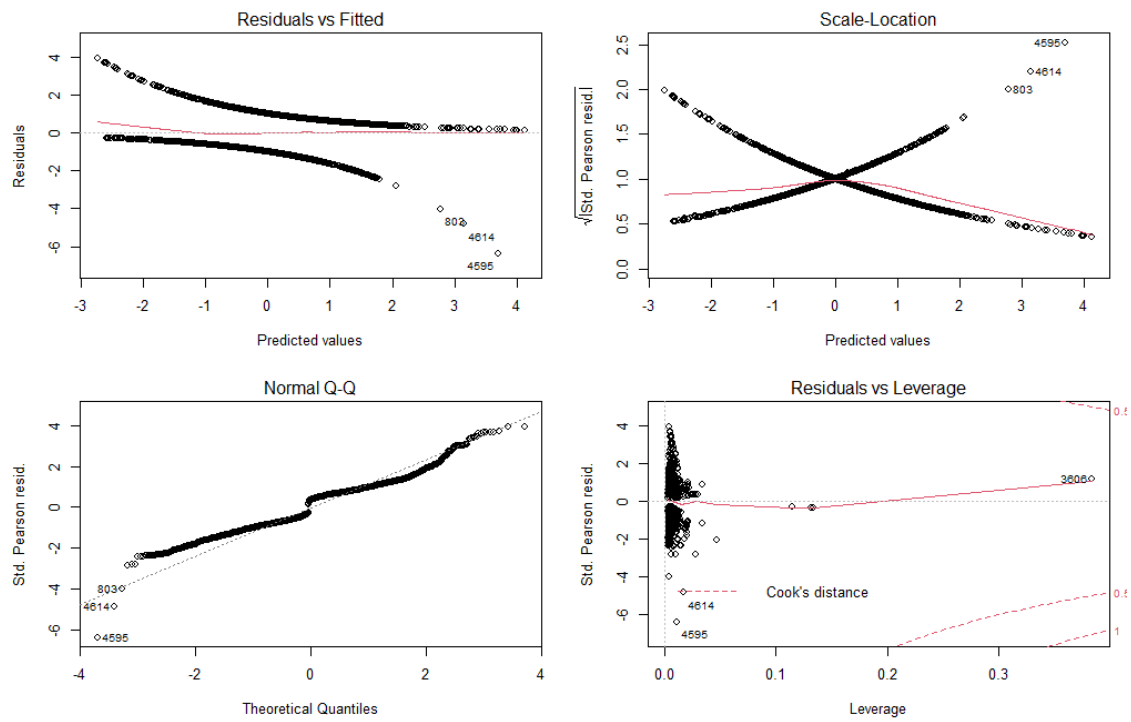 Residuals vs Fitted
Residuals
4
2
0
-2
-4
-6
803
4614
4595
-3 -2 -1 0 1 2 3 4
Predicted values
Scale-Location
√|Std. Pearson resid.|
2.5
2.0
1.5
1.0
0.5
0.0
4595
4614
803
-3 -2 -1 0 1 2 3 4
Predicted values
Normal Q-Q
Std. Pearson resid.
4
2
0
-2
-4
-6
803
4614
4595
-4 -2 0 2 4
Theoretical Quantiles
Residuals vs Leverage
Std. Pearson resid.
4
2
0
-2
-4
-6
0.5
3606
Cook's distance
0.5
4614
4595
1
0.0 0.1 0.2 0.3
Leverage